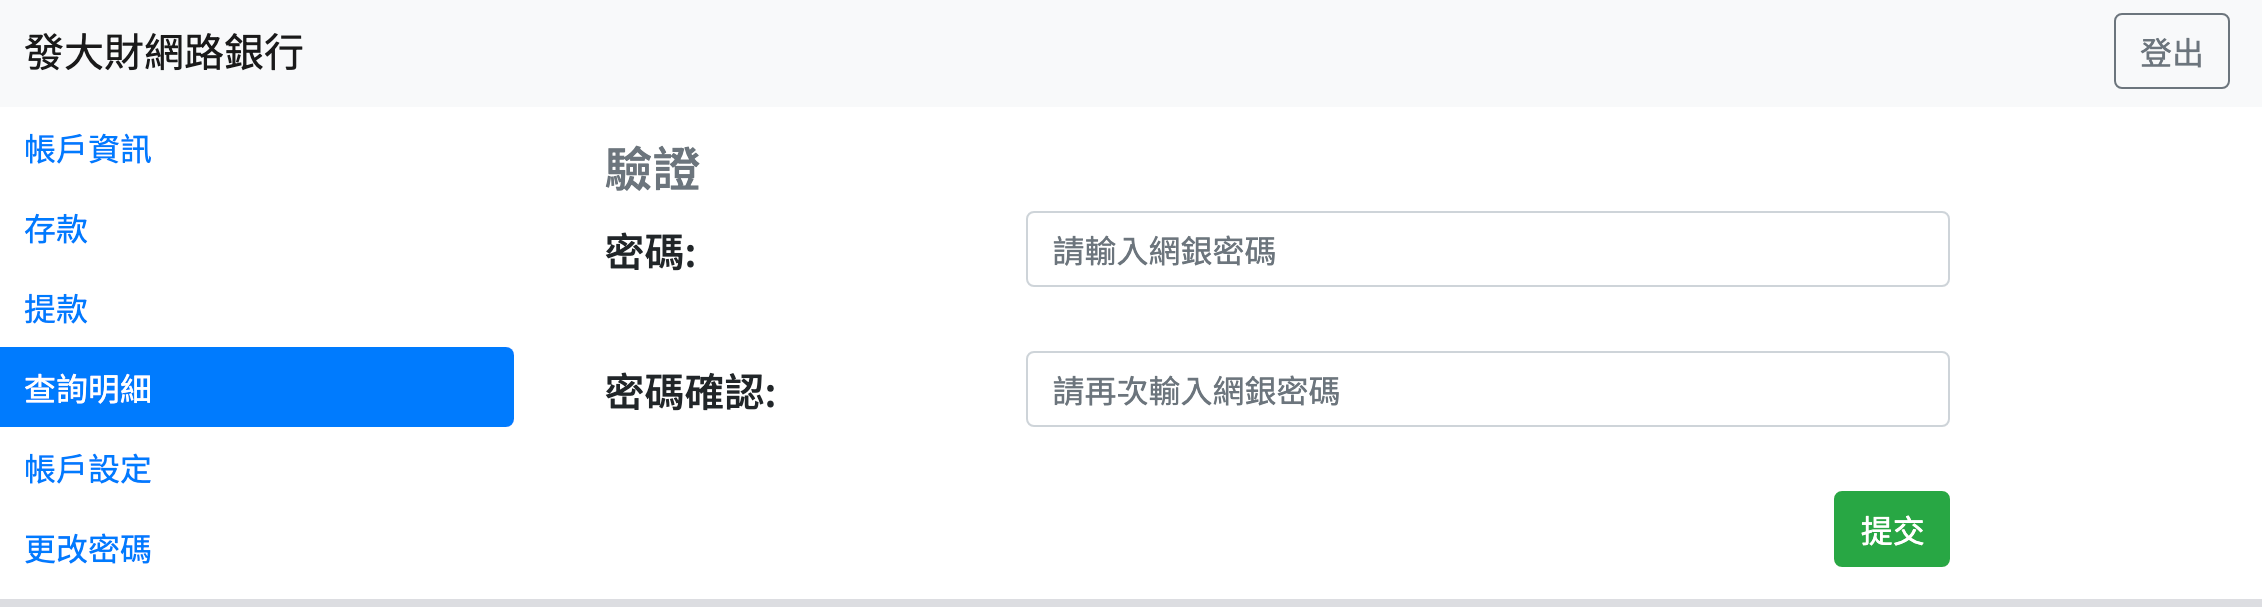 發大財網路銀行
登出
帳戶資訊
存款
提款
查詢明細
帳戶設定
更改密碼
驗證
密碼:
請輸入網銀密碼
密碼確認:
請再次輸入網銀密碼
提交